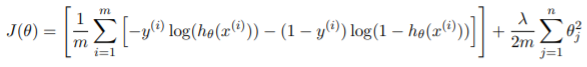 J(θ) = [ 1/m ∑_{i=1}^{m} [ −y^{(i)} log(h_θ(x^{(i)})) − (1 − y^{(i)}) log(1 − h_θ(x^{(i)})) ] ] + λ/2m ∑_{j=1}^{n} θ_j^2